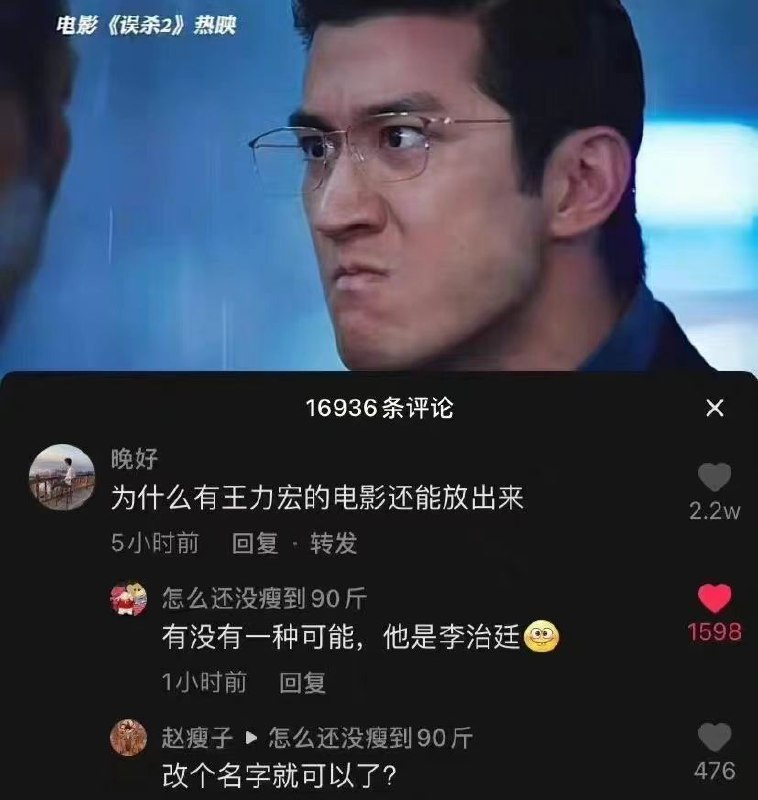 电影《误杀2》热映
16936条评论
晚好
为什么有王力宏的电影还能放出来
2.2w
5小时前 回复 · 转发
怎么还没瘦到90斤
有没有一种可能，他是李治廷
1598
1小时前 回复
赵瘦子 ▶ 怎么还没瘦到90斤
改个名字就可以了?
476